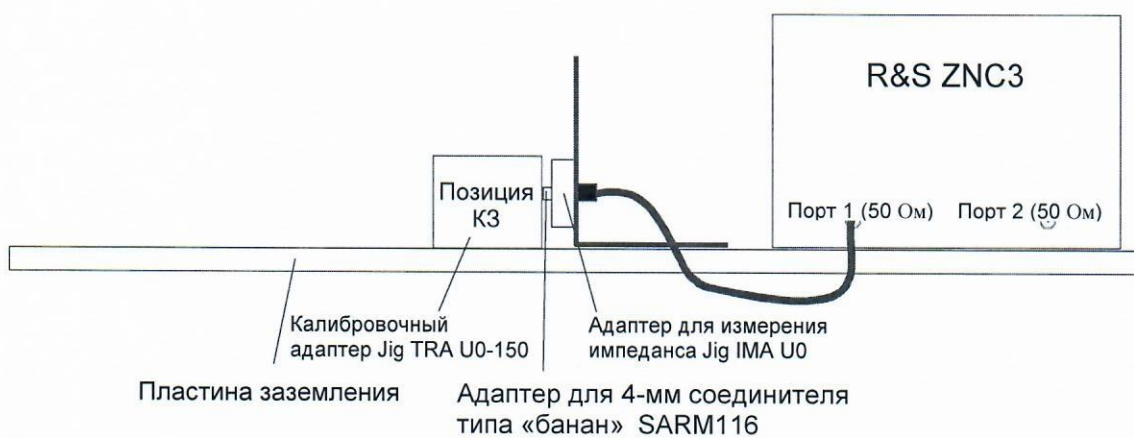 R&S ZNC3
Позиция
КЗ
Порт 1 (50 Ом) Порт 2 (50 Ом)
Калибровочный
адаптер Jig TRA U0-150
Адаптер для измерения
импеданса Jig IMA U0
Пластина заземления
Адаптер для 4-мм соединителя
типа «банан» SARM116